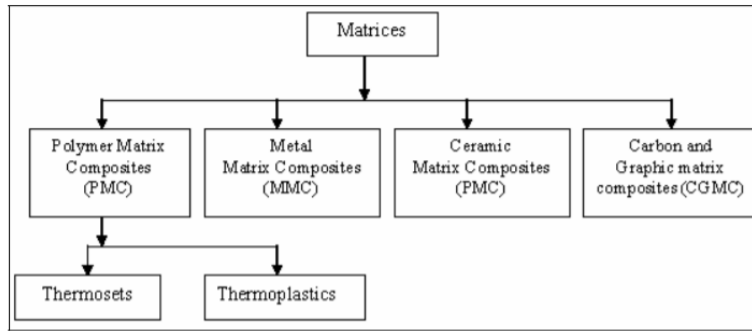 Matrices
Polymer Matrix
Composites
(PMC)
Metal
Matrix Composites
(MMC)
Ceramic
Matrix Composites
(PMC)
Carbon and
Graphic matrix
composites (CGMC)
Thermosets
Thermoplastics